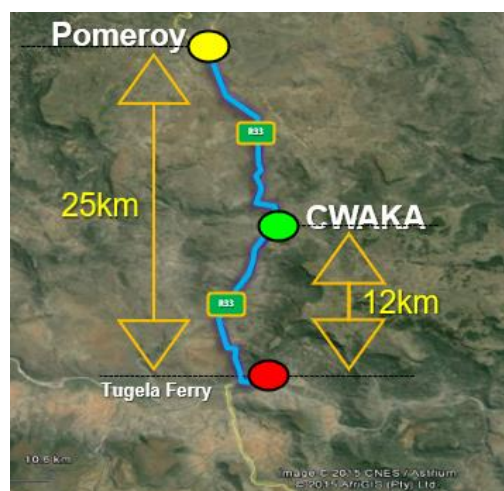 Pomeroy
R33
25km
CWAKA
R33
12km
Tugela Ferry
10.6 km
Image © 2015 CNES / Astrium
© 2015 AfriGIS (Pty) Ltd.